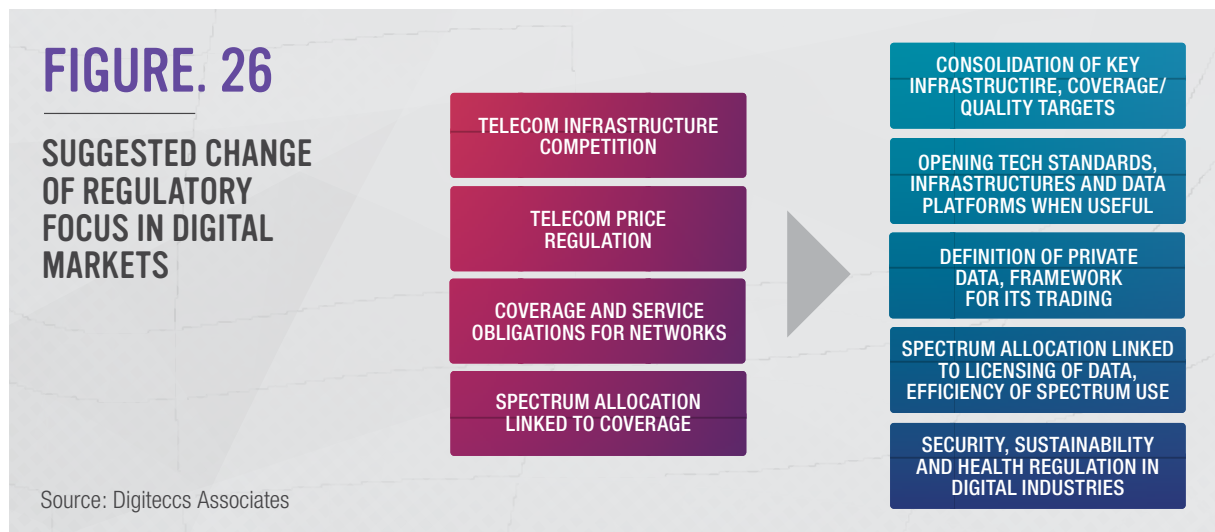 FIGURE. 26
SUGGESTED CHANGE
OF REGULATORY
FOCUS IN DIGITAL
MARKETS
TELECOM INFRASTRUCTURE
COMPETITION
TELECOM PRICE
REGULATION
COVERAGE AND SERVICE
OBLIGATIONS FOR NETWORKS
SPECTRUM ALLOCATION
LINKED TO COVERAGE
CONSOLIDATION OF KEY
INFRASTRUCTIRE, COVERAGE/
QUALITY TARGETS
OPENING TECH STANDARDS,
INFRASTRUCTURES AND DATA
PLATFORMS WHEN USEFUL
DEFINITION OF PRIVATE
DATA, FRAMEWORK
FOR ITS TRADING
SPECTRUM ALLOCATION LINKED
TO LICENSING OF DATA,
EFFICIENCY OF SPECTRUM USE
SECURITY, SUSTAINABILITY
AND HEALTH REGULATION IN
DIGITAL INDUSTRIES
Source: Digiteccs Associates